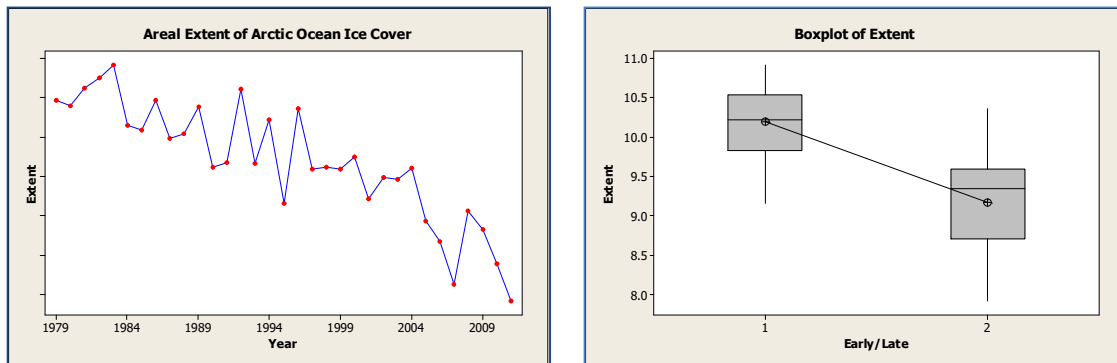 Areal Extent of Arctic Ocean Ice Cover
Extent
1979 1984 1989 1994 1999 2004 2009
Year
Boxplot of Extent
11.0
10.5
10.0
9.5
9.0
8.5
8.0
Extent
1 2
Early/Late